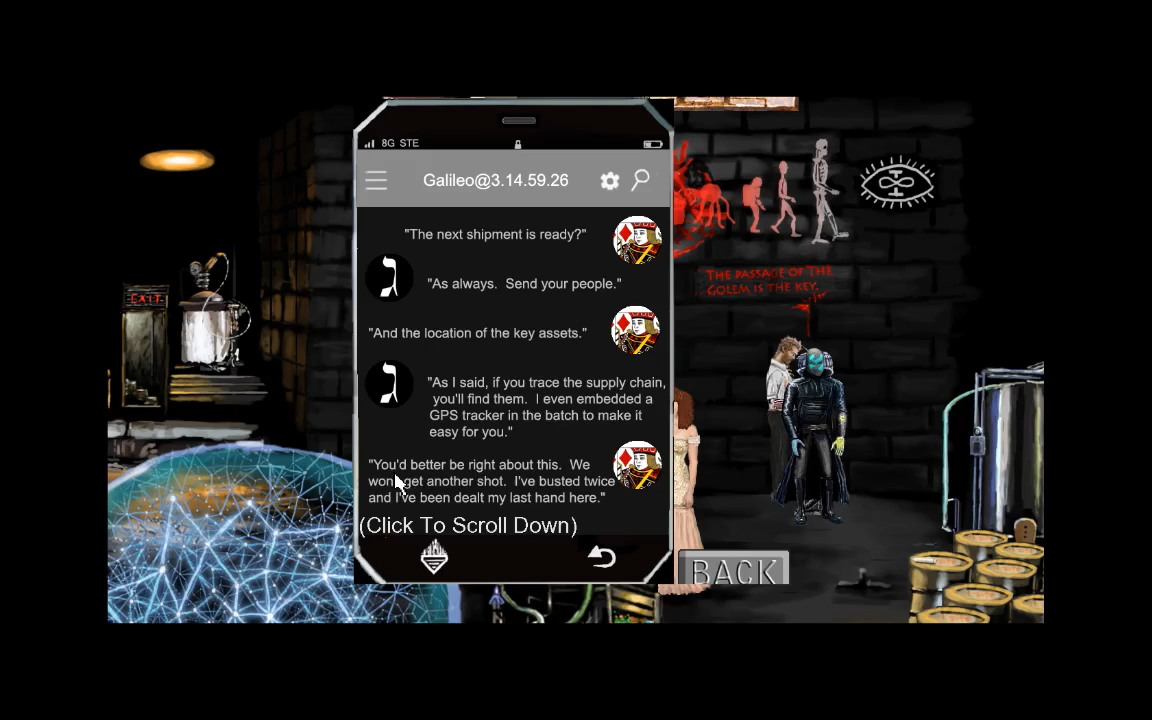 8G STE
Galileo@3.14.59.26
"The next shipment is ready?"
ג
"As always.  Send your people."
"And the location of the key assets."
ג
"As I said, if you trace the supply chain,
you'll find them.  I even embedded a
GPS tracker in the batch to make it
easy for you."
"You'd better be right about this.  We
get another shot.  I've busted twice
and I've been dealt my last hand here."
(Click To Scroll Down)
EXIT
THE PASSAGE OF THE
GOLEM IS THE KEY.
BACK